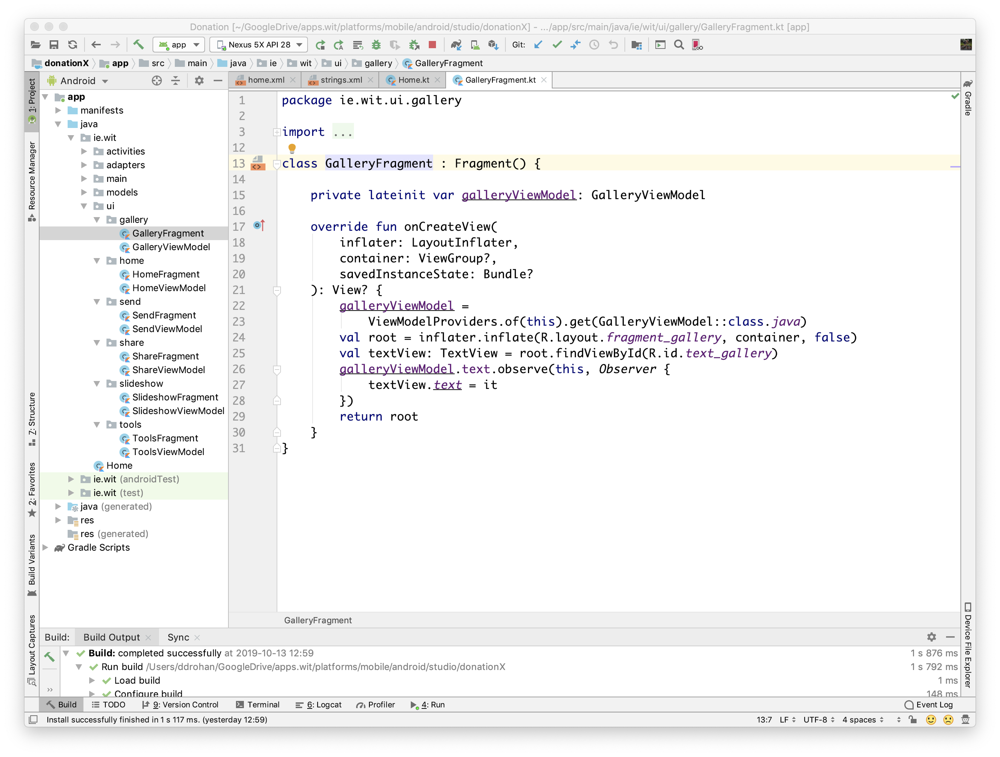 Donation [~/GoogleDrive/apps.wit/platforms/mobile/android/studio/donationX] - .../app/src/main/java/ie/wit/ui/gallery/GalleryFragment.kt [app]
app Nexus 5X API 28 Git:
donationX app src main java ie wit ui gallery GalleryFragment
Android
home.xml strings.xml Home.kt GalleryFragment.kt
1: Project
Resource Manager
7: Structure
2: Favorites
Build Variants
Layout Captures
app
manifests
java
ie.wit
activities
adapters
main
models
ui
gallery
GalleryFragment
GalleryViewModel
home
HomeFragment
HomeViewModel
send
SendFragment
SendViewModel
share
ShareFragment
ShareViewModel
slideshow
SlideshowFragment
SlideshowViewModel
tools
ToolsFragment
ToolsViewModel
Home
ie.wit (androidTest)
ie.wit (test)
java (generated)
res
res (generated)
Gradle Scripts
1 package ie.wit.ui.gallery
2
3 import ...
12
13 class GalleryFragment : Fragment() {
14
15 private lateinit var galleryViewModel: GalleryViewModel
16
17 override fun onCreateView(
18 inflater: LayoutInflater,
19 container: ViewGroup?,
20 savedInstanceState: Bundle?
21 ): View? {
22 galleryViewModel =
23 ViewModelProviders.of(this).get(GalleryViewModel::class.java)
24 val root = inflater.inflate(R.layout.fragment_gallery, container, false)
25 val textView: TextView = root.findViewById(R.id.text_gallery)
26 galleryViewModel.text.observe(this, Observer {
27 textView.text = it
28 })
29 return root
30 }
31 }
GalleryFragment
Gradle
Device File Explorer
Build: Build Output Sync
Build: completed successfully at 2019-10-13 12:59 1 s 876 ms
Run build /Users/ddrohan/GoogleDrive/apps.wit/platforms/mobile/android/studio/donationX 1 s 792 ms
Load build 1 ms
Configure build 148 ms
Build TODO 9: Version Control Terminal 6: Logcat Profiler 4: Run Event Log
Install successfully finished in 1 s 117 ms. (yesterday 12:59) 13:7 LF UTF-8 4 spaces